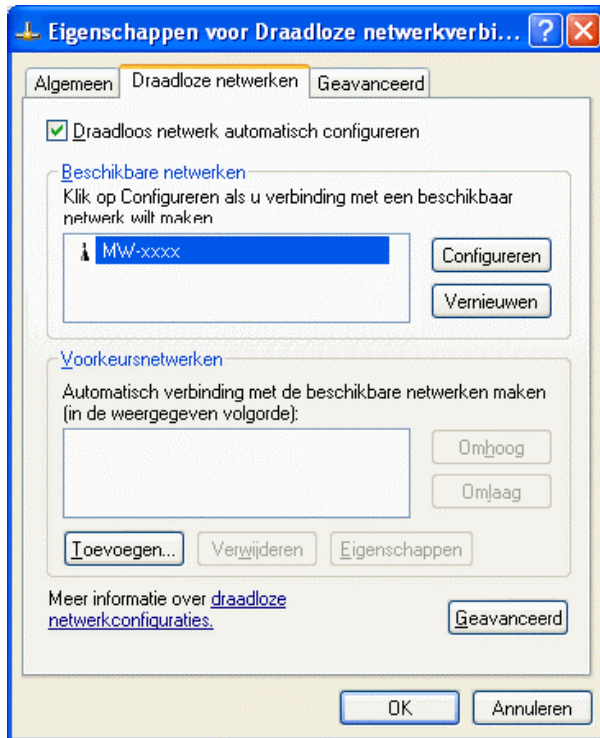 Eigenschappen voor Draadloze netwerkverbi...
Algemeen
Draadloze netwerken
Geavanceerd
Draadloos netwerk automatisch configureren
Beschikbare netwerken
Klik op Configureren als u verbinding met een beschikbaar
netwerk wilt maken
MW-xxxx
Configureren
Vernieuwen
Voorkeursnetwerken
Automatisch verbinding met de beschikbare netwerken maken
(in de weergegeven volgorde):
Omhoog
Omlaag
Toevoegen...
Verwijderen
Eigenschappen
Meer informatie over draadloze
netwerkconfiguraties.
Geavanceerd
OK
Annuleren